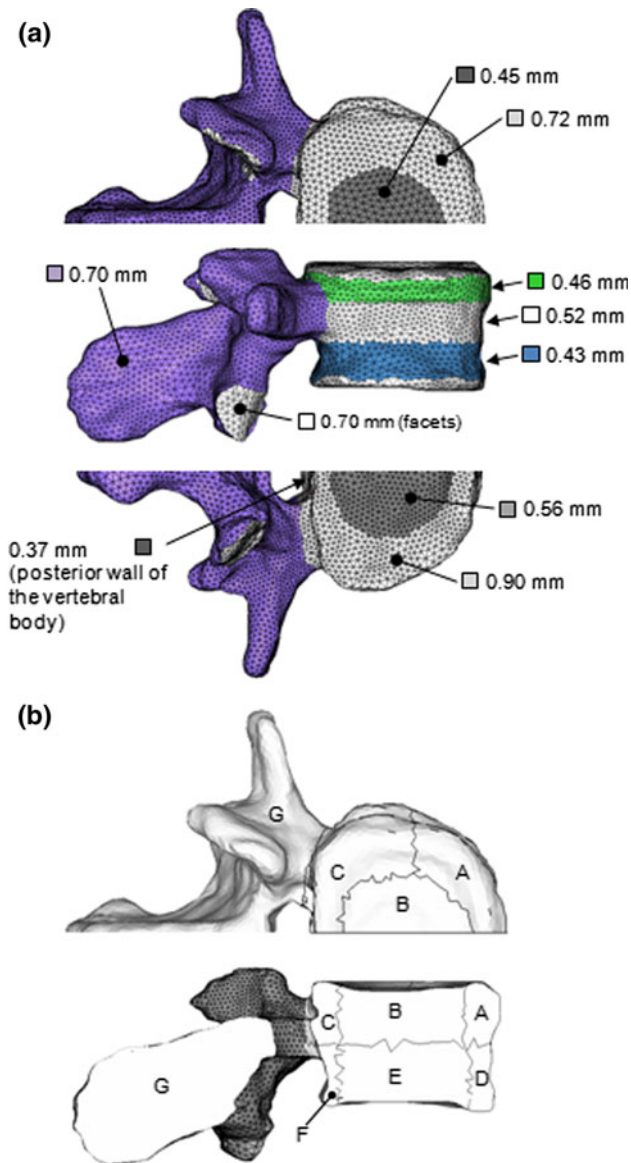 (a)
0.45 mm
0.72 mm
0.70 mm
0.46 mm
0.52 mm
0.43 mm
0.70 mm (facets)
0.56 mm
0.37 mm
(posterior wall of
the vertebral
body)
0.90 mm
(b)
G
C
A
B
C
B
A
G
E
D
F